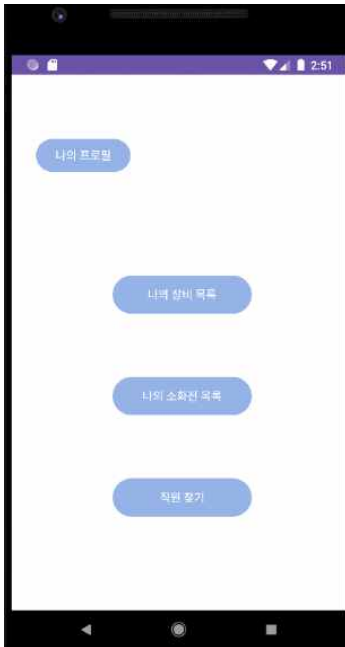 2:51
나의 프로필
나의 장비 목록
나의 소화전 목록
직원 찾기